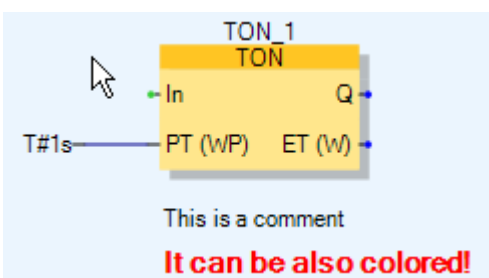 TON_1
TON
In Q
T#1s PT (WP) ET (W)
This is a comment
It can be also colored!